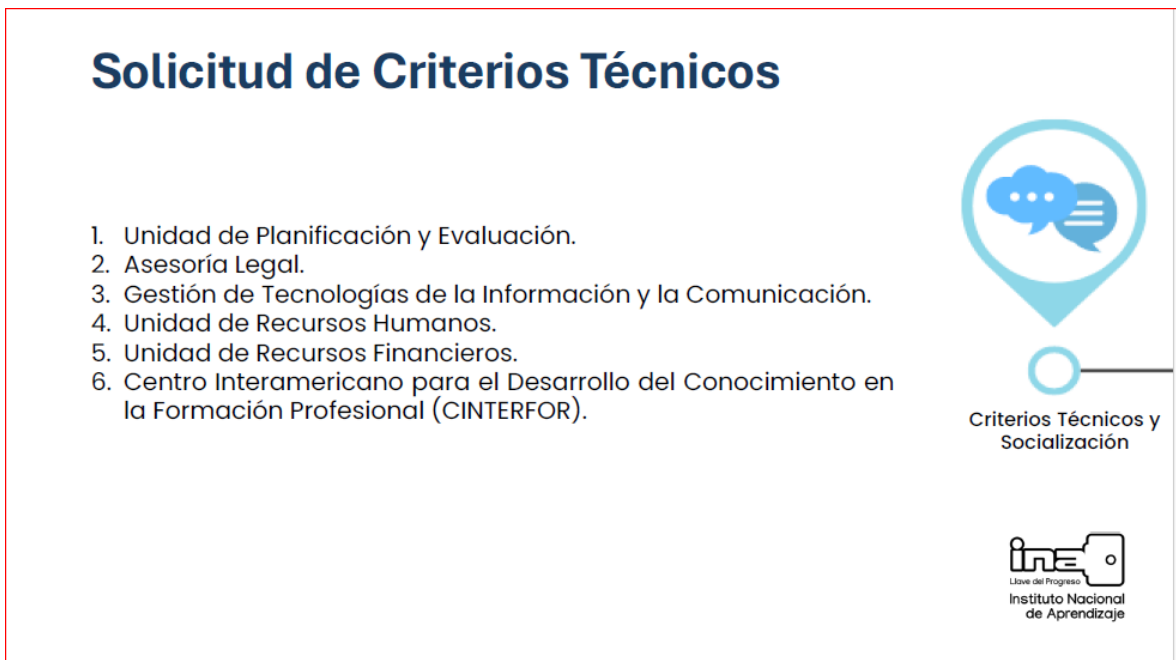 Solicitud de Criterios Técnicos
1. Unidad de Planificación y Evaluación.
2. Asesoría Legal.
3. Gestión de Tecnologías de la Información y la Comunicación.
4. Unidad de Recursos Humanos.
5. Unidad de Recursos Financieros.
6. Centro Interamericano para el Desarrollo del Conocimiento en
la Formación Profesional (CINTERFOR).
Criterios Técnicos y
Socialización
ina
Llave del Progreso
Instituto Nacional
de Aprendizaje